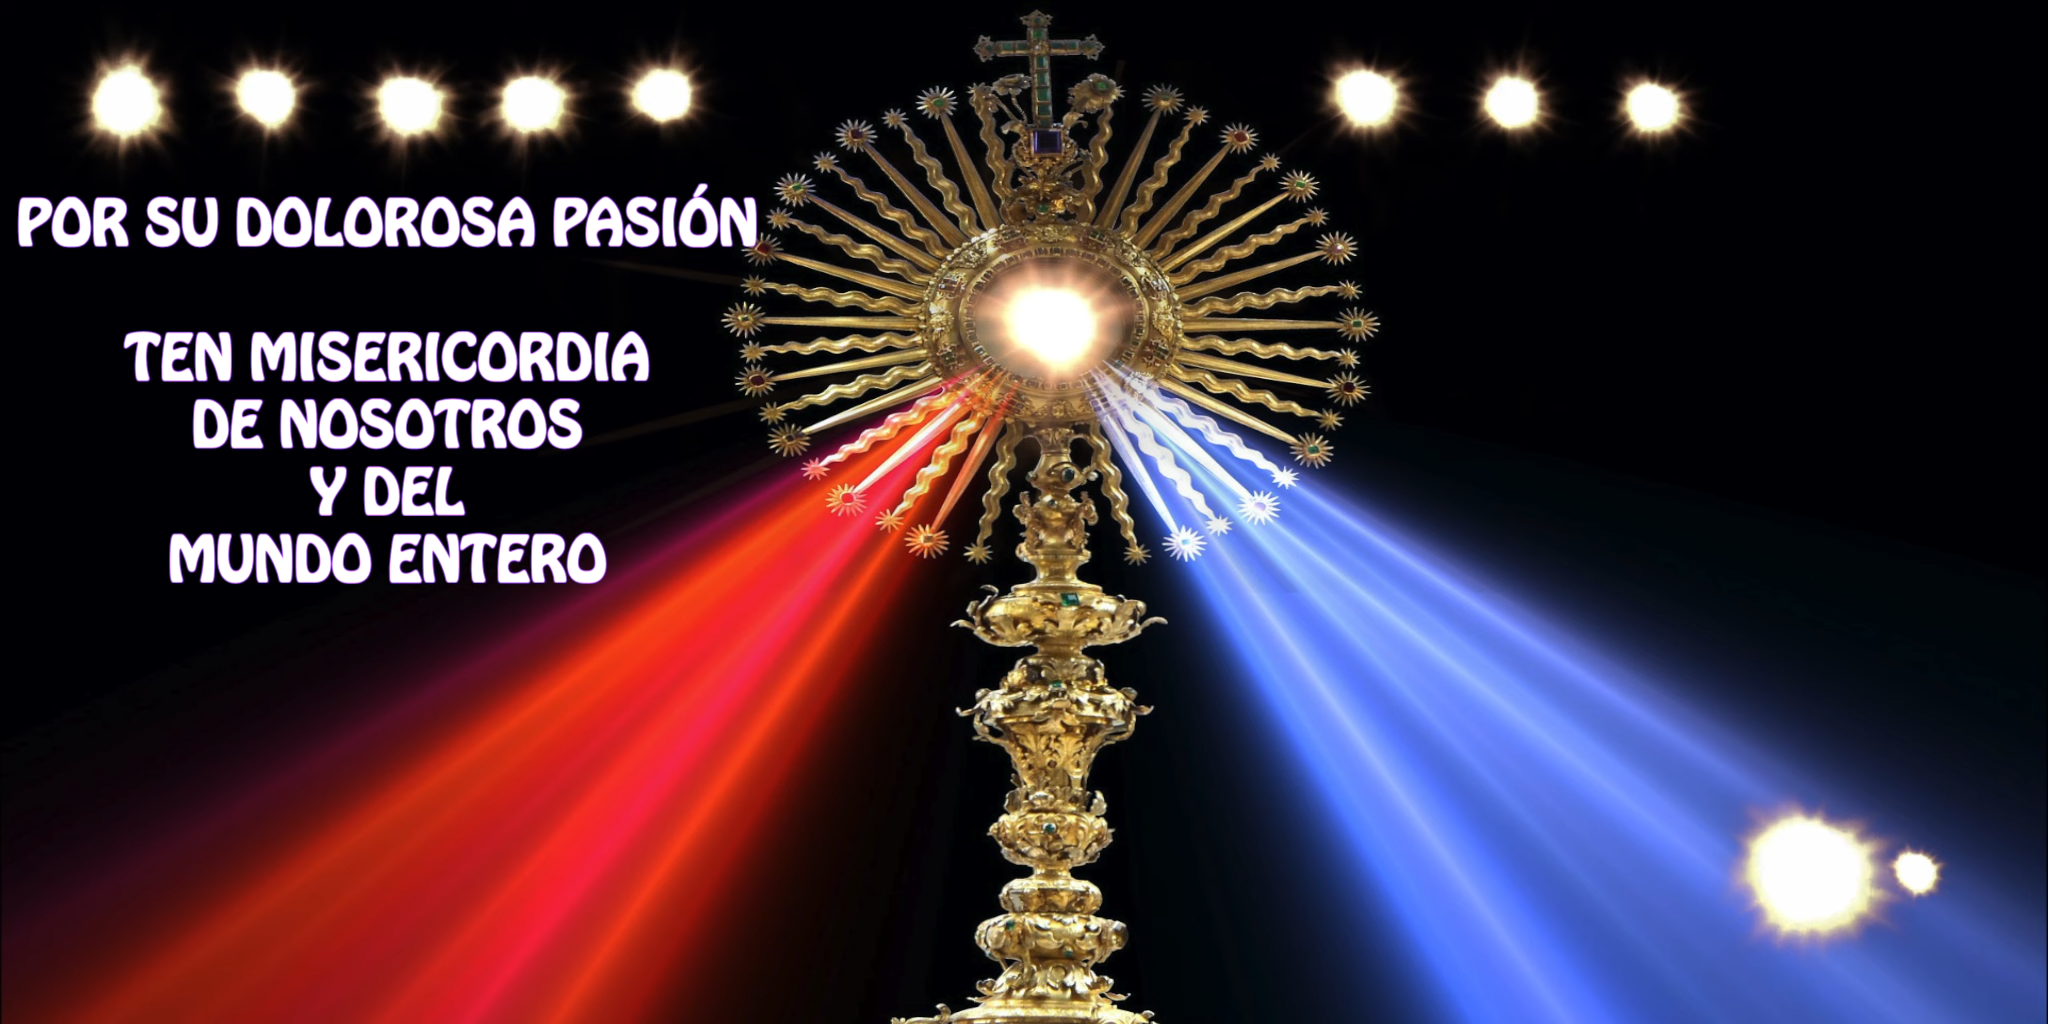 POR SU DOLOROSA PASIÓN
TEN MISERICORDIA
DE NOSOTROS
Y DEL
MUNDO ENTERO